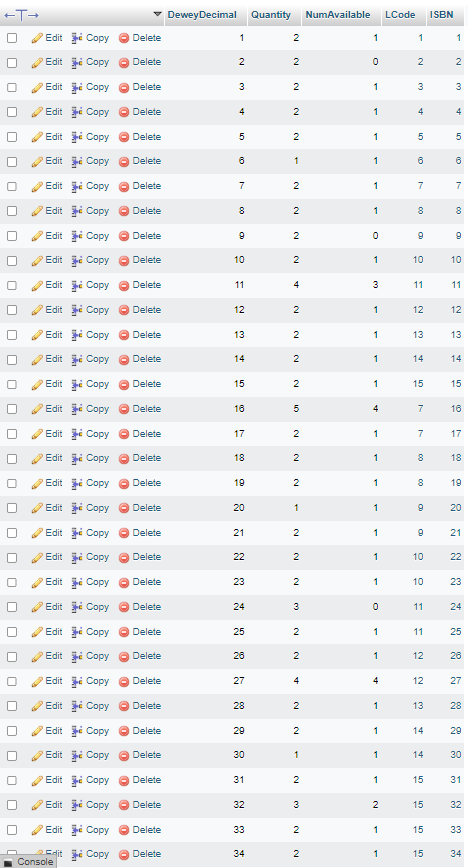 ←T→ DeweyDecimal Quantity NumAvailable LCode ISBN
Edit Copy Delete 1 2 1 1 1
Edit Copy Delete 2 2 0 2 2
Edit Copy Delete 3 2 1 3 3
Edit Copy Delete 4 2 1 4 4
Edit Copy Delete 5 2 1 5 5
Edit Copy Delete 6 1 1 6 6
Edit Copy Delete 7 2 1 7 7
Edit Copy Delete 8 2 1 8 8
Edit Copy Delete 9 2 0 9 9
Edit Copy Delete 10 2 1 10 10
Edit Copy Delete 11 4 3 11 11
Edit Copy Delete 12 2 1 12 12
Edit Copy Delete 13 2 1 13 13
Edit Copy Delete 14 2 1 14 14
Edit Copy Delete 15 2 1 15 15
Edit Copy Delete 16 5 4 7 16
Edit Copy Delete 17 2 1 7 17
Edit Copy Delete 18 2 1 8 18
Edit Copy Delete 19 2 1 8 19
Edit Copy Delete 20 1 1 9 20
Edit Copy Delete 21 2 1 9 21
Edit Copy Delete 22 2 1 10 22
Edit Copy Delete 23 2 1 10 23
Edit Copy Delete 24 3 0 11 24
Edit Copy Delete 25 2 1 11 25
Edit Copy Delete 26 2 1 12 26
Edit Copy Delete 27 4 4 12 27
Edit Copy Delete 28 2 1 13 28
Edit Copy Delete 29 2 1 14 29
Edit Copy Delete 30 1 1 14 30
Edit Copy Delete 31 2 1 15 31
Edit Copy Delete 32 3 2 15 32
Edit Copy Delete 33 2 1 15 33
Edit Copy Delete 34 2 1 15 34
Console